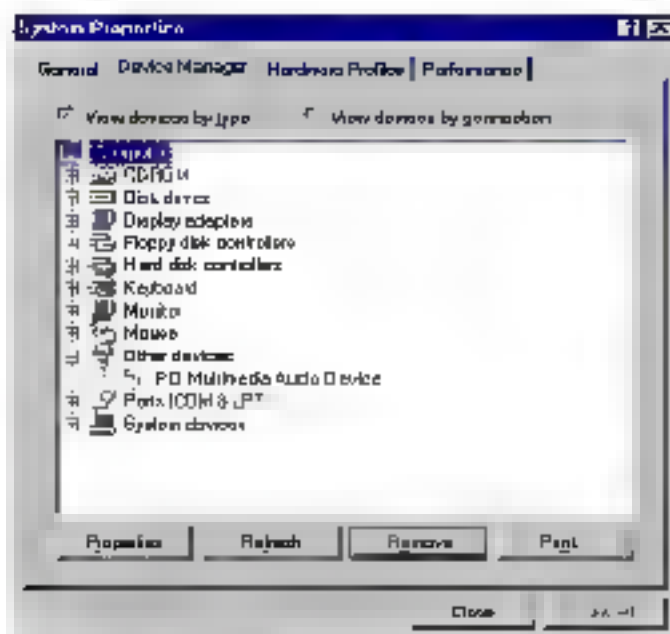 System Properties
General Device Manager Hardware Profiles Performance
View devices by type View devices by connection
Computer
CDROM
Disk drives
Display adapters
Floppy disk controllers
Hard disk controllers
Keyboard
Monitor
Mouse
Other devices
PCI Multimedia Audio Device
Ports (COM & LPT)
System devices
Properties Refresh Remove Print...
Close Cancel